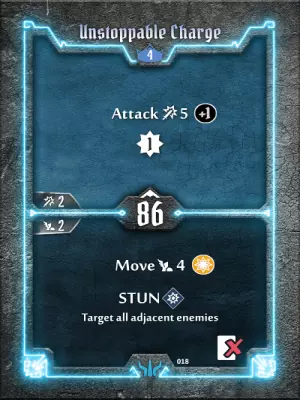 Unstoppable Charge
4
Attack 5 +1
1
2
86
2
Move 4
STUN
Target all adjacent enemies
018